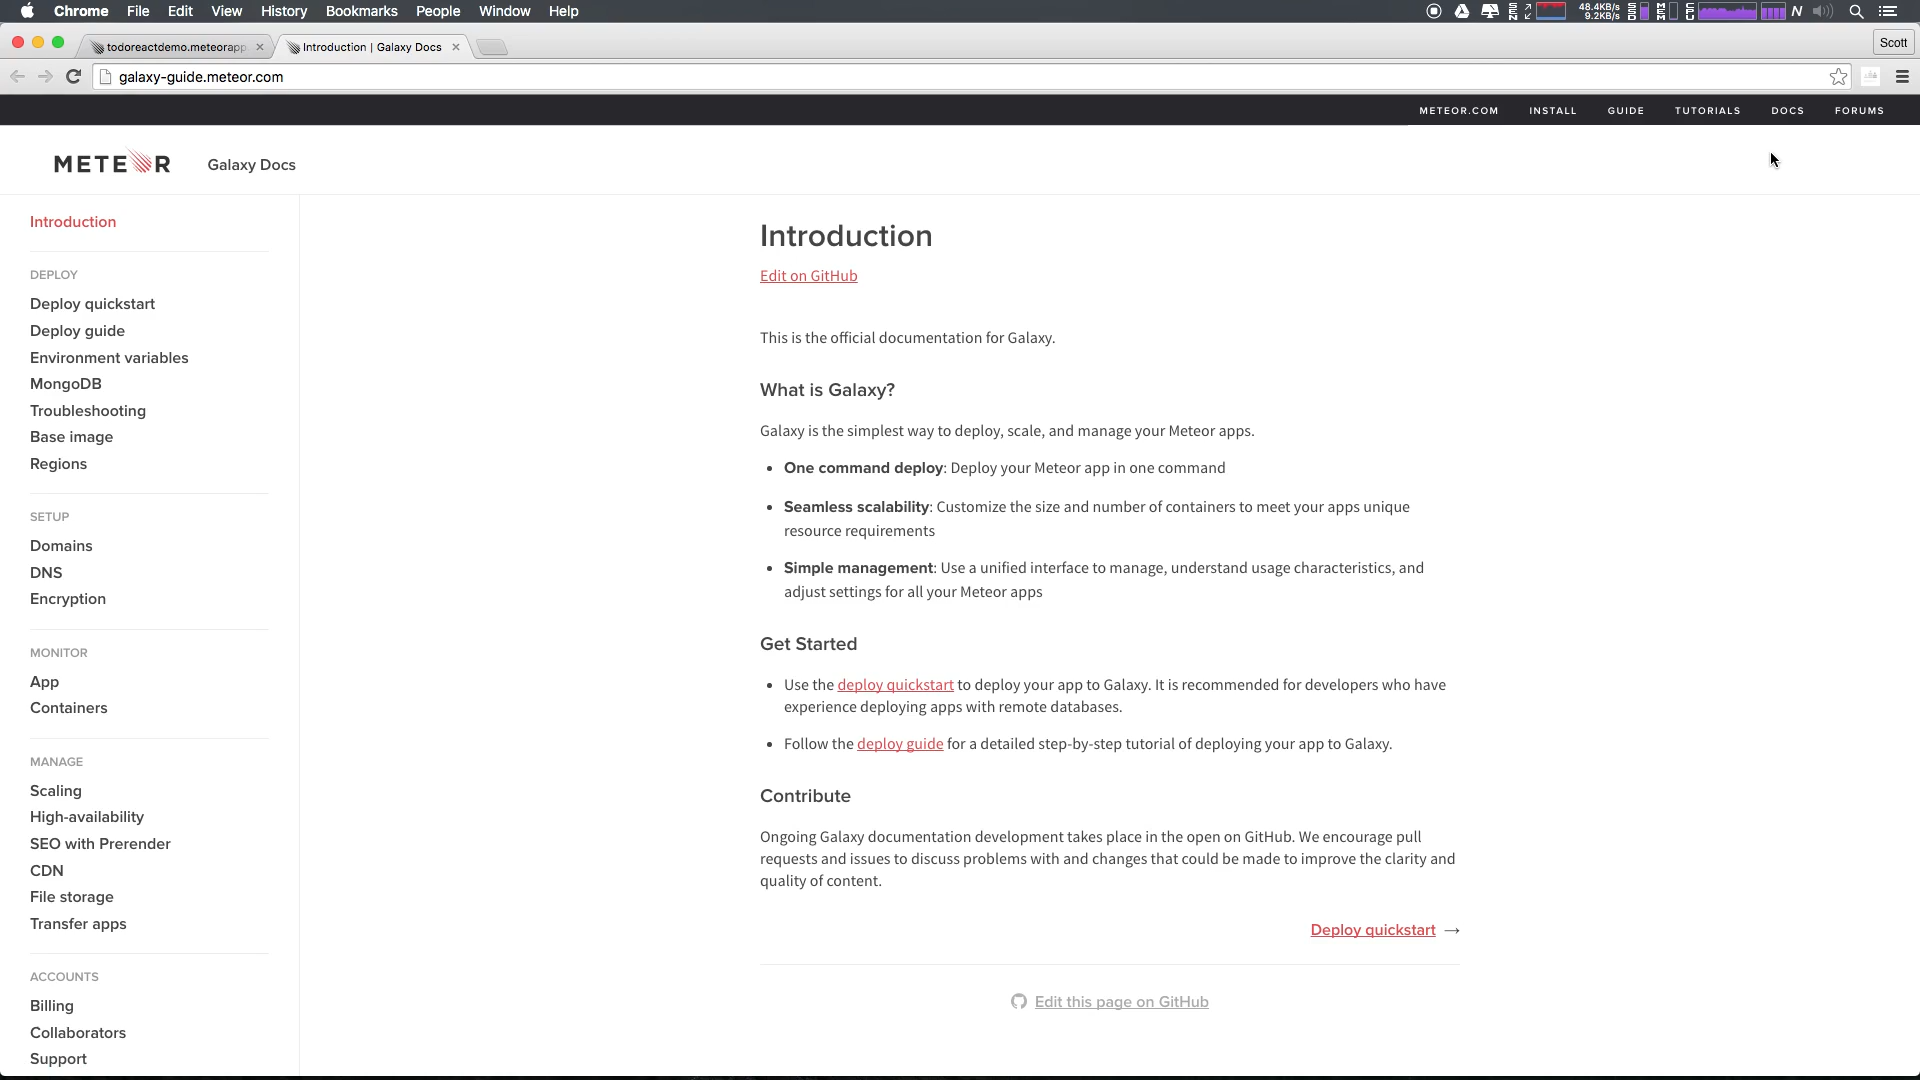 Chrome File Edit View History Bookmarks People Window Help
48.4KB/s
9.2KB/s
todoreactdemo.meteorapp
Introduction | Galaxy Docs
Scott
galaxy-guide.meteor.com
METEOR.COM INSTALL GUIDE TUTORIALS DOCS FORUMS
METEOR Galaxy Docs
Introduction
DEPLOY
Deploy quickstart
Deploy guide
Environment variables
MongoDB
Troubleshooting
Base image
Regions
SETUP
Domains
DNS
Encryption
MONITOR
App
Containers
MANAGE
Scaling
High-availability
SEO with Prerender
CDN
File storage
Transfer apps
ACCOUNTS
Billing
Collaborators
Support
Introduction
Edit on GitHub
This is the official documentation for Galaxy.
What is Galaxy?
Galaxy is the simplest way to deploy, scale, and manage your Meteor apps.
• One command deploy: Deploy your Meteor app in one command
• Seamless scalability: Customize the size and number of containers to meet your apps unique
resource requirements
• Simple management: Use a unified interface to manage, understand usage characteristics, and
adjust settings for all your Meteor apps
Get Started
• Use the deploy quickstart to deploy your app to Galaxy. It is recommended for developers who have
experience deploying apps with remote databases.
• Follow the deploy guide for a detailed step-by-step tutorial of deploying your app to Galaxy.
Contribute
Ongoing Galaxy documentation development takes place in the open on GitHub. We encourage pull
requests and issues to discuss problems with and changes that could be made to improve the clarity and
quality of content.
Deploy quickstart →
Edit this page on GitHub